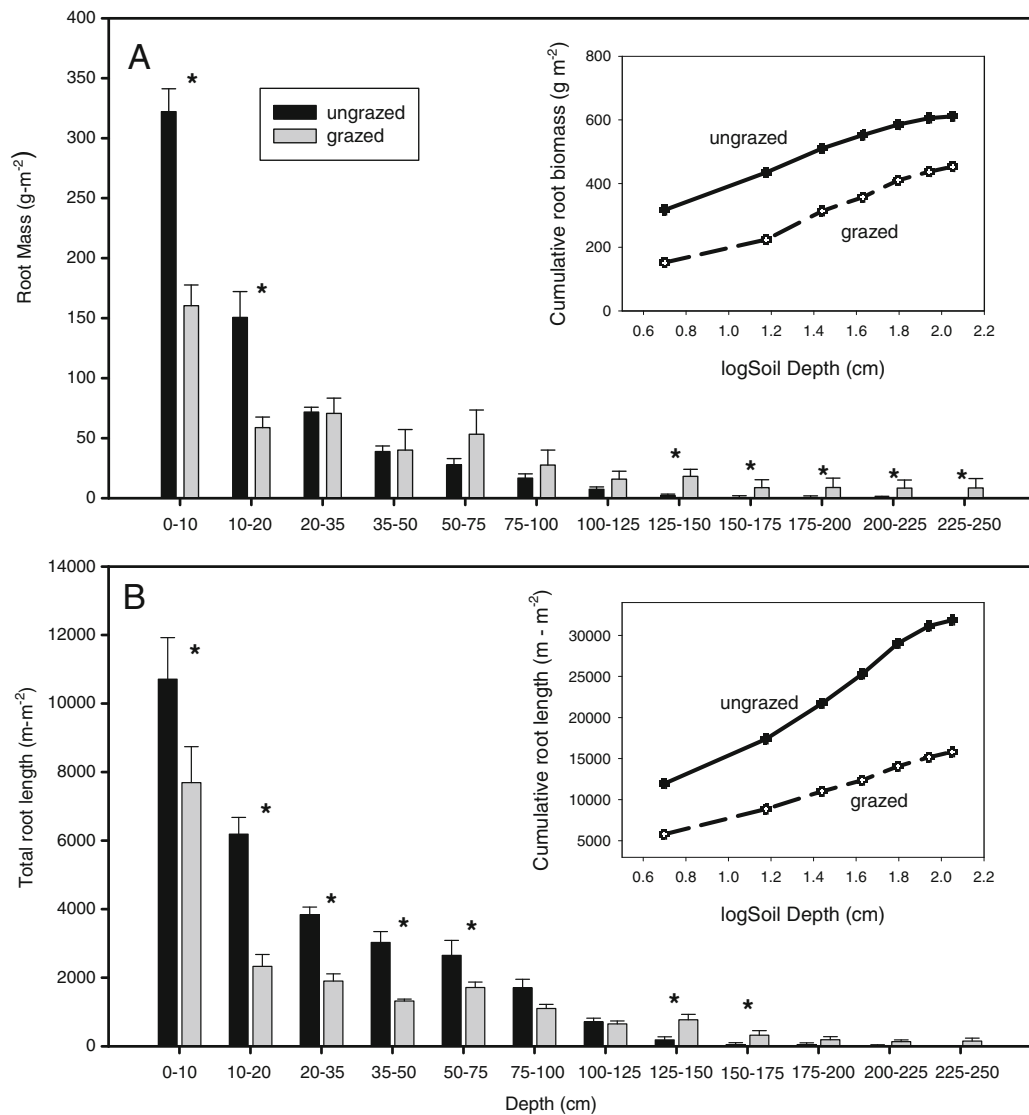 A
Root Mass (g-m-2)
400
350
300
250
200
150
100
50
0
*
*
*
*
*
*
*
ungrazed
grazed
Cumulative root biomass (g m-2)
800
600
400
200
0
ungrazed
grazed
0.6 0.8 1.0 1.2 1.4 1.6 1.8 2.0 2.2
logSoil Depth (cm)
0-10 10-20 20-35 35-50 50-75 75-100 100-125 125-150 150-175 175-200 200-225 225-250
B
Total root length (m-m-2)
14000
12000
10000
8000
6000
4000
2000
0
*
*
*
*
*
*
*
Cumulative root length (m - m-2)
30000
25000
20000
15000
10000
5000
ungrazed
grazed
0.6 0.8 1.0 1.2 1.4 1.6 1.8 2.0 2.2
logSoil Depth (cm)
0-10 10-20 20-35 35-50 50-75 75-100 100-125 125-150 150-175 175-200 200-225 225-250
Depth (cm)